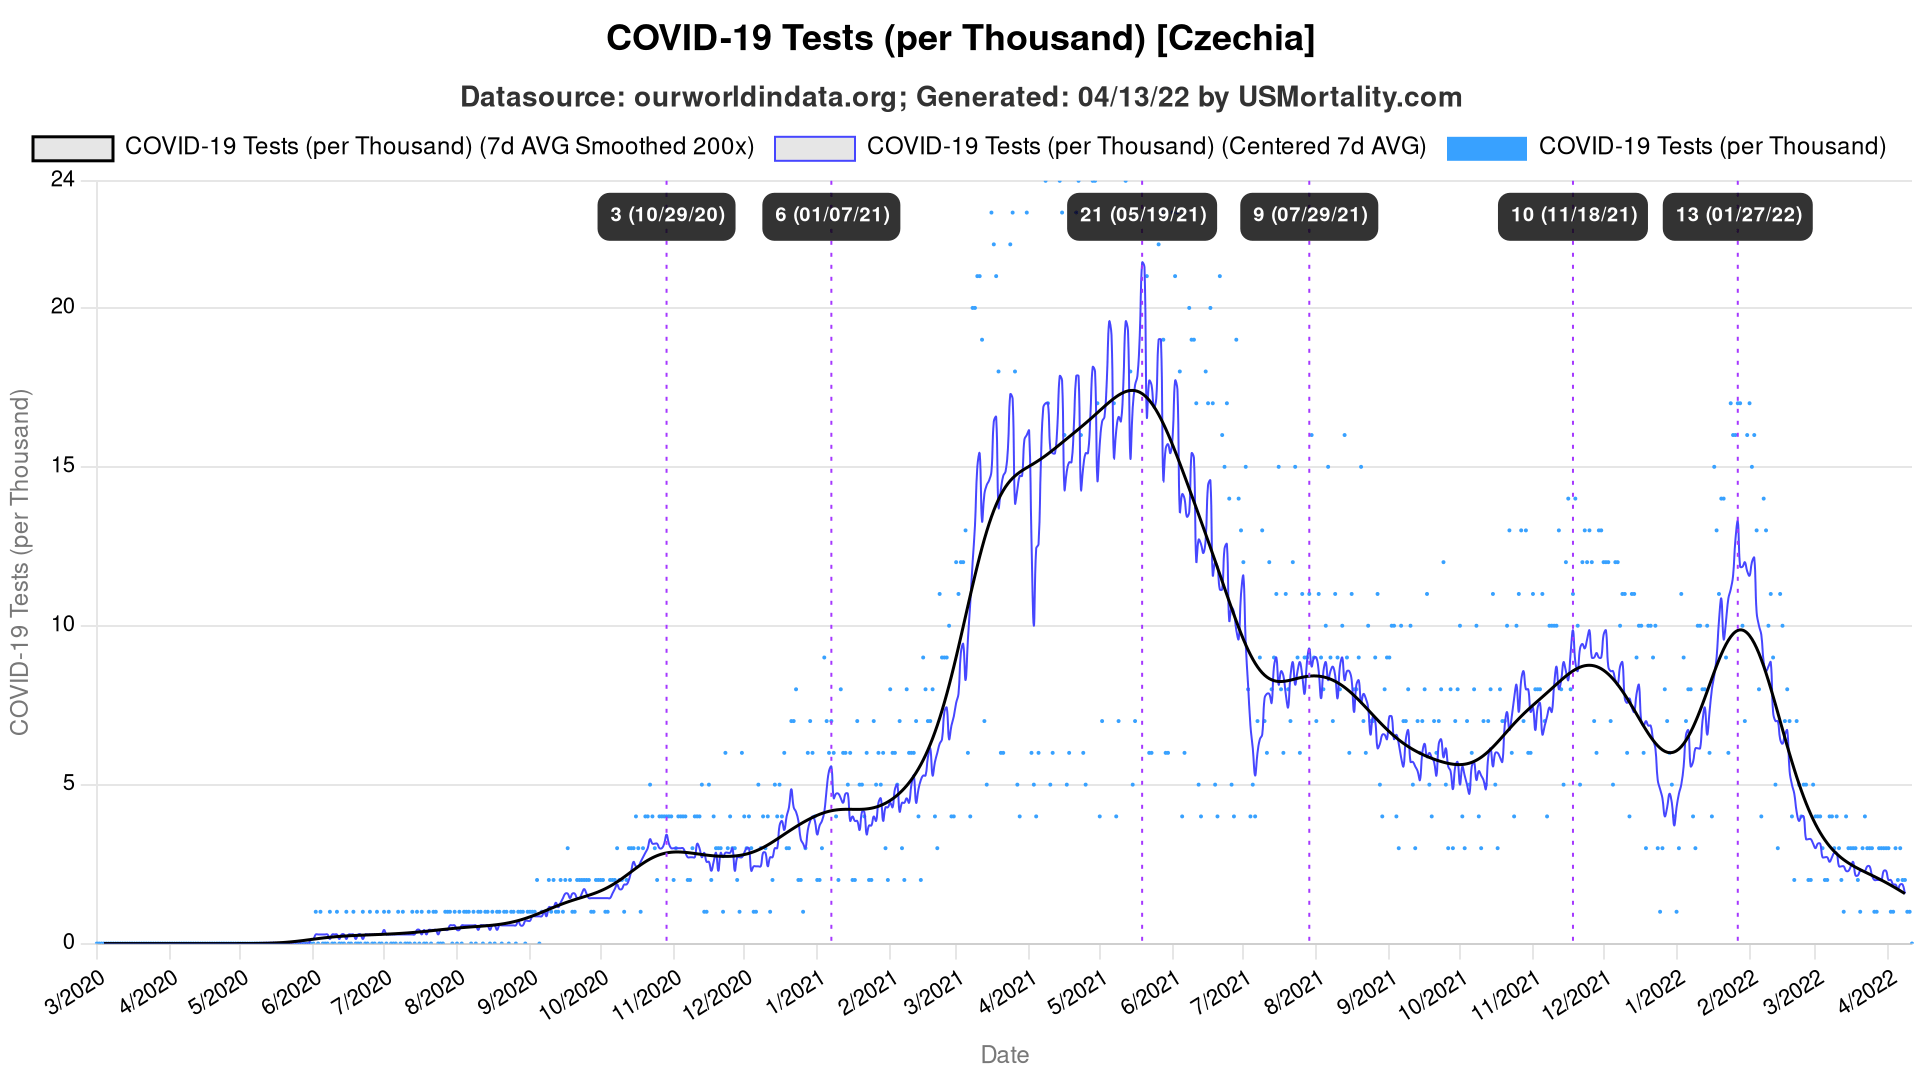 COVID-19 Tests (per Thousand) [Czechia]
Datasource: ourworldindata.org; Generated: 04/13/22 by USMortality.com
COVID-19 Tests (per Thousand) (7d AVG Smoothed 200x) COVID-19 Tests (per Thousand) (Centered 7d AVG) COVID-19 Tests (per Thousand)
24
3 (10/29/20) 6 (01/07/21) 21 (05/19/21) 9 (07/29/21) 10 (11/18/21) 13 (01/27/22)
20
15
10
5
0
COVID-19 Tests (per Thousand)
3/2020 4/2020 5/2020 6/2020 7/2020 8/2020 9/2020 10/2020 11/2020 12/2020 1/2021 2/2021 3/2021 4/2021 5/2021 6/2021 7/2021 8/2021 9/2021 10/2021 11/2021 12/2021 1/2022 2/2022 3/2022 4/2022
Date